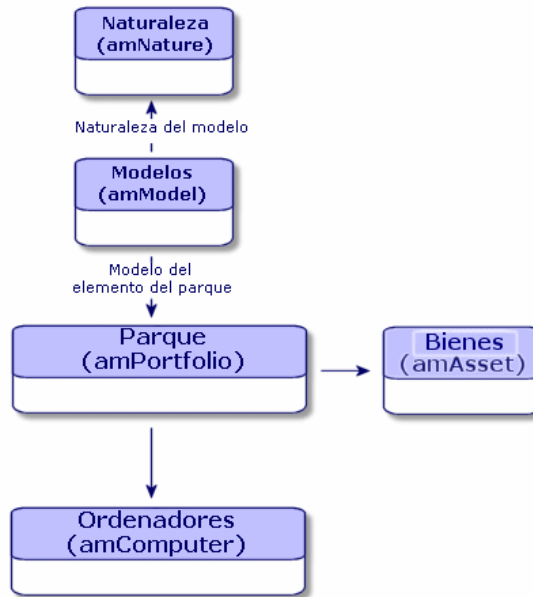 Naturaleza
(amNature)
Naturaleza del modelo
Modelos
(amModel)
Modelo del
elemento del parque
Parque
(amPortfolio)
Bienes
(amAsset)
Ordenadores
(amComputer)